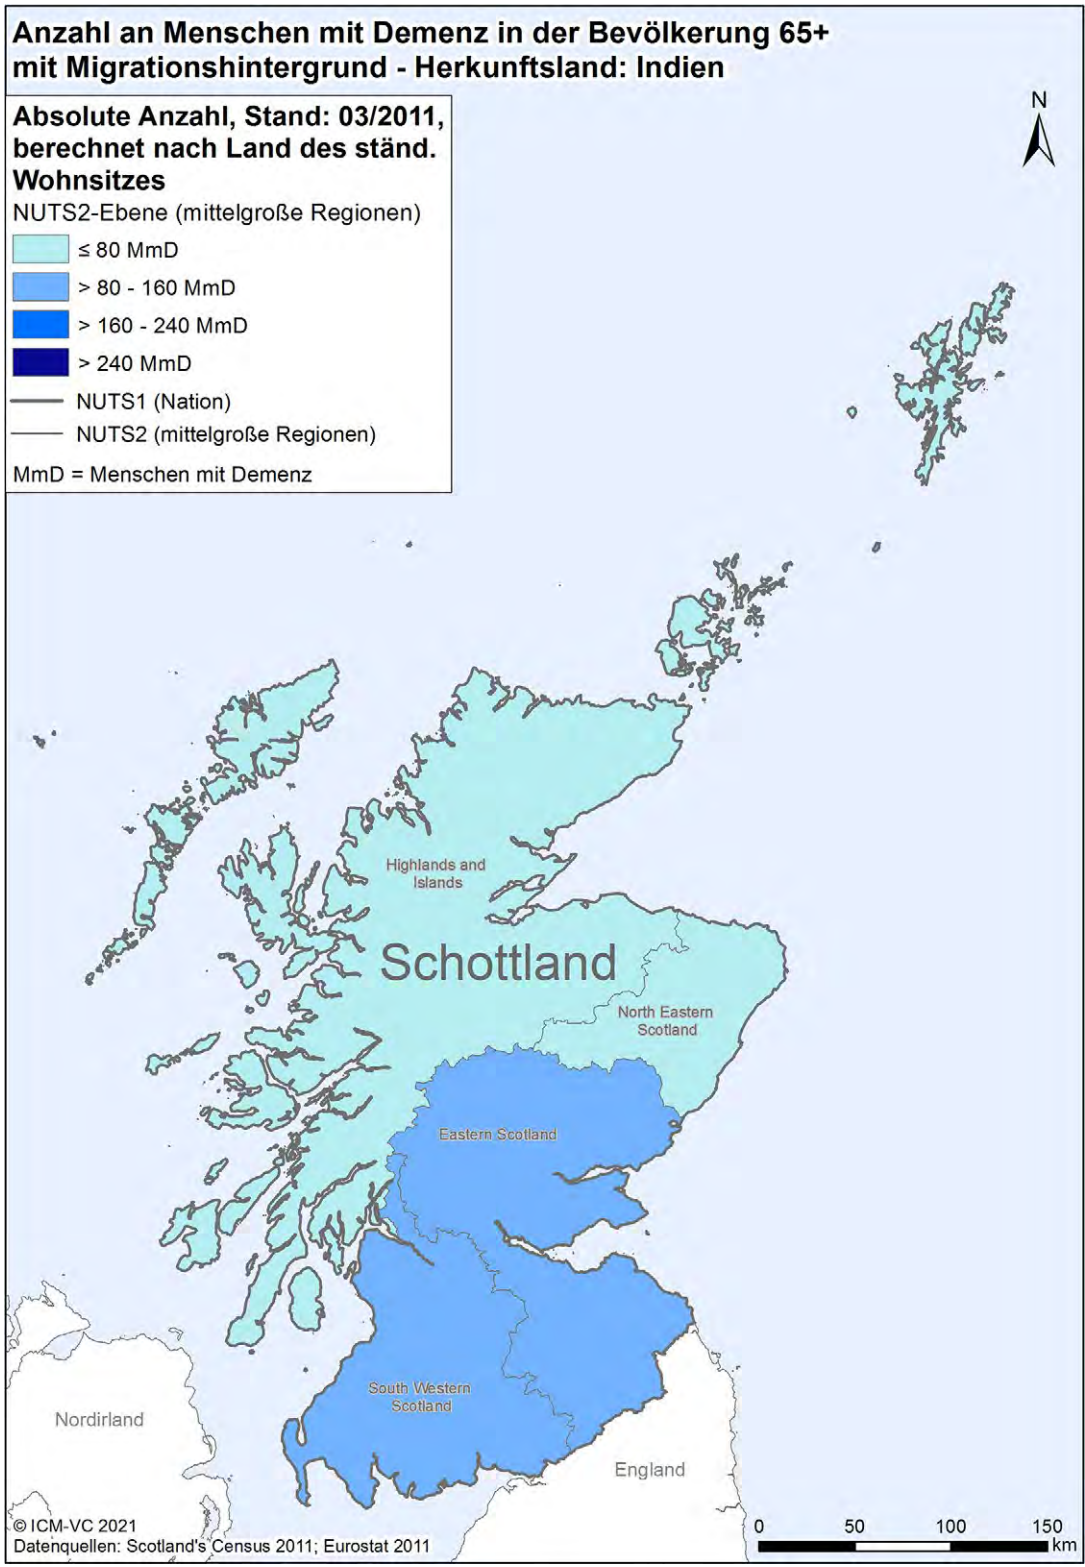 Anzahl an Menschen mit Demenz in der Bevölkerung 65+
mit Migrationshintergrund - Herkunftsland: Indien
Absolute Anzahl, Stand: 03/2011,
berechnet nach Land des ständ.
Wohnsitzes
NUTS2-Ebene (mittelgroße Regionen)
≤ 80 MmD
> 80 - 160 MmD
> 160 - 240 MmD
> 240 MmD
NUTS1 (Nation)
NUTS2 (mittelgroße Regionen)
MmD = Menschen mit Demenz
N
Highlands and
Islands
Schottland
North Eastern
Scotland
Eastern Scotland
South Western
Scotland
Nordirland
England
© ICM-VC 2021
Datenquellen: Scotland's Census 2011; Eurostat 2011
0 50 100 150
km